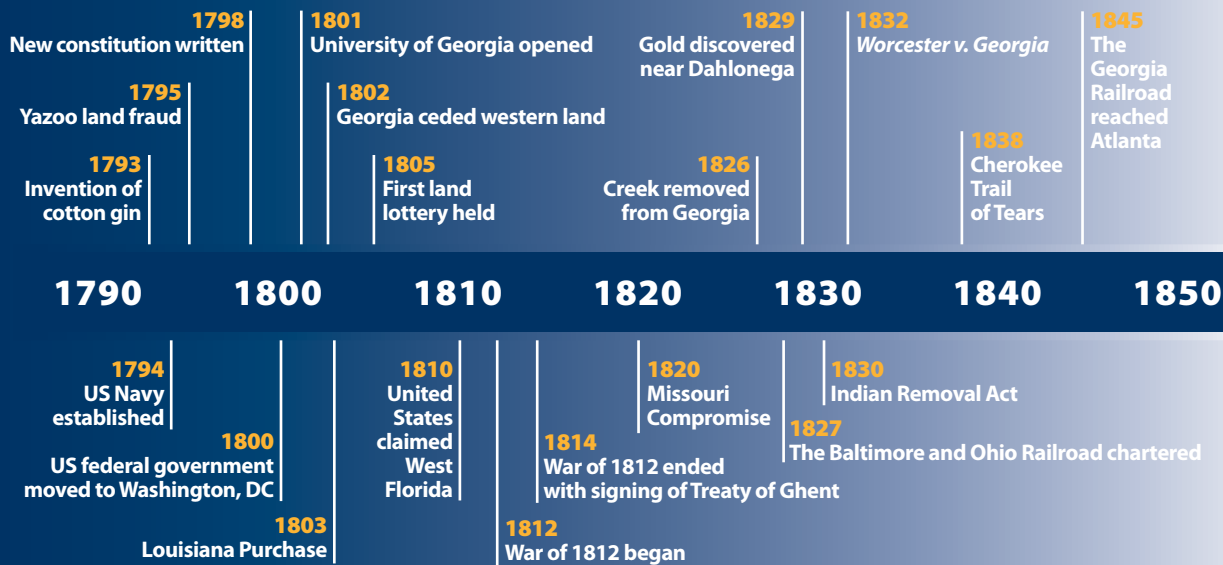 1798
New constitution written
1801
University of Georgia opened
1829
Gold discovered
near Dahlonega
1832
Worcester v. Georgia
1845
The
Georgia
Railroad
reached
Atlanta
1795
Yazoo land fraud
1802
Georgia ceded western land
1838
Cherokee
Trail
of Tears
1793
Invention of
cotton gin
1805
First land
lottery held
1826
Creek removed
from Georgia
1790 1800 1810 1820 1830 1840 1850
1794
US Navy
established
1800
US federal government
moved to Washington, DC
1803
Louisiana Purchase
1810
United
States
claimed
West
Florida
1812
War of 1812 began
1814
War of 1812 ended
with signing of Treaty of Ghent
1820
Missouri
Compromise
1827
The Baltimore and Ohio Railroad chartered
1830
Indian Removal Act